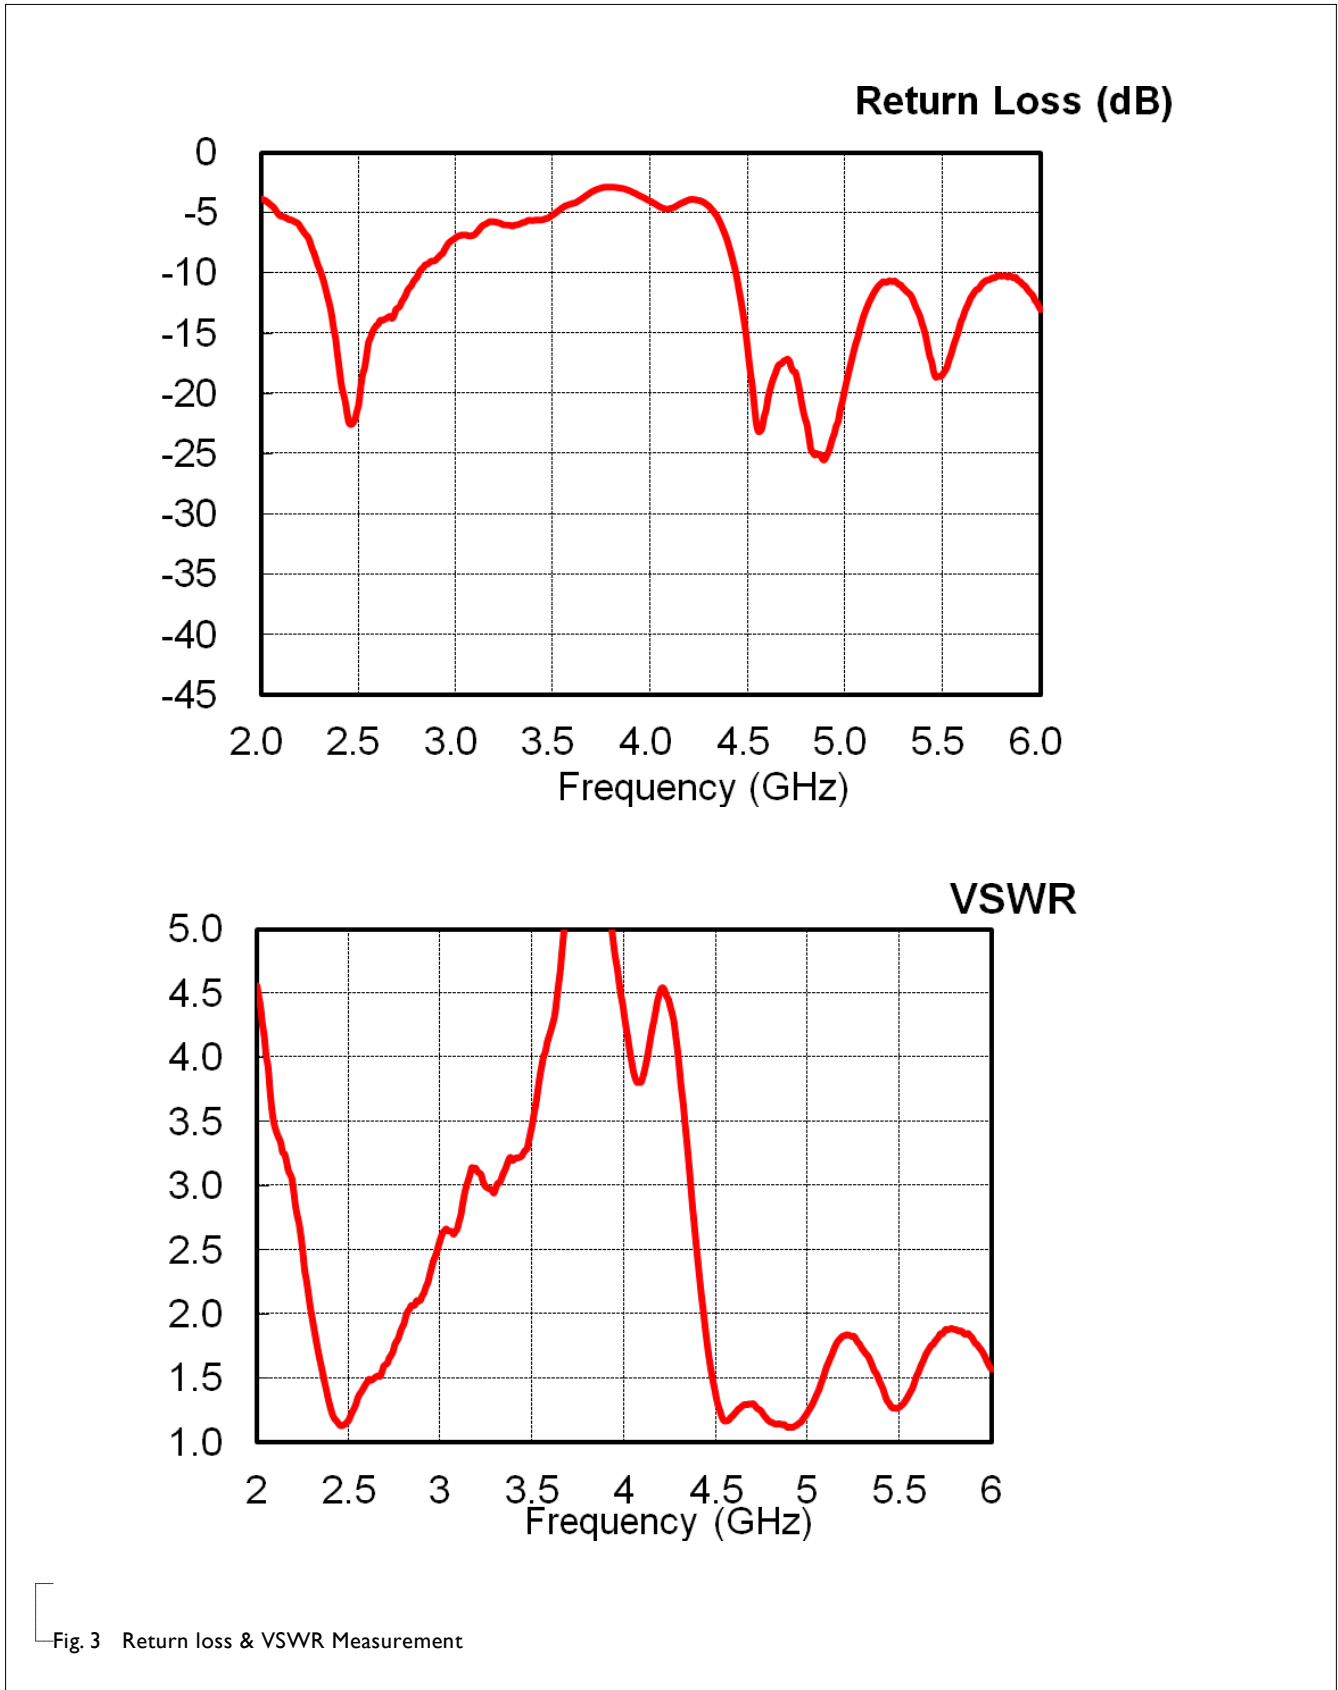 Return Loss (dB)
0
-5
-10
-15
-20
-25
-30
-35
-40
-45
2.0 2.5 3.0 3.5 4.0 4.5 5.0 5.5 6.0
Frequency (GHz)
VSWR
5.0
4.5
4.0
3.5
3.0
2.5
2.0
1.5
1.0
2 2.5 3 3.5 4 4.5 5 5.5 6
Frequency (GHz)
Fig. 3 Return loss & VSWR Measurement